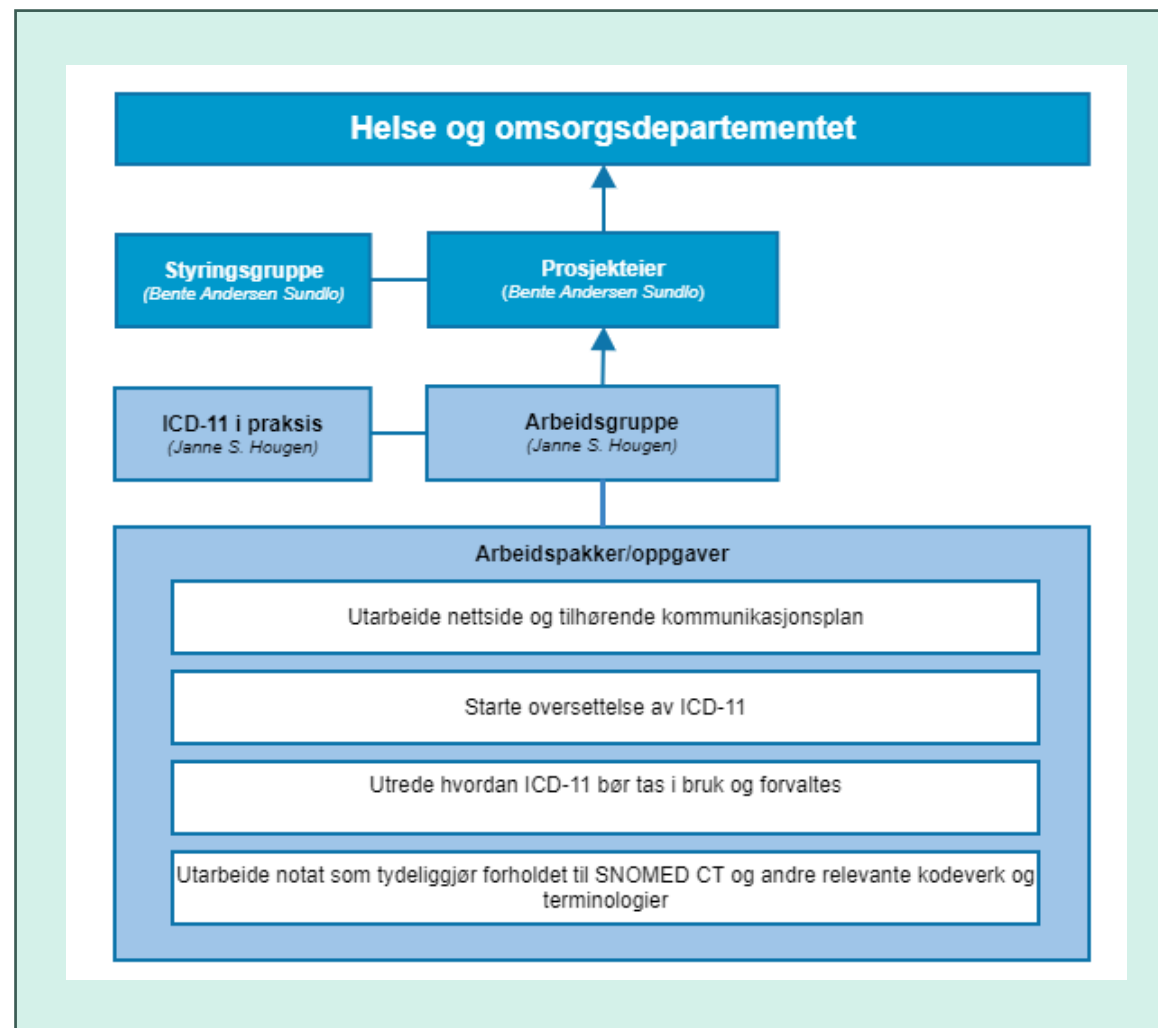 Helse og omsorgsdepartementet
Styringsgruppe
(Bente Andersen Sundlo)
Prosjekteier
(Bente Andersen Sundlo)
ICD-11 i praksis
(Janne S. Hougen)
Arbeidsgruppe
(Janne S. Hougen)
Arbeidspakker/oppgaver
Utarbeide nettside og tilhørende kommunikasjonsplan
Starte oversettelse av ICD-11
Utrede hvordan ICD-11 bør tas i bruk og forvaltes
Utarbeide notat som tydeliggjør forholdet til SNOMED CT og andre relevante kodeverk og
terminologier